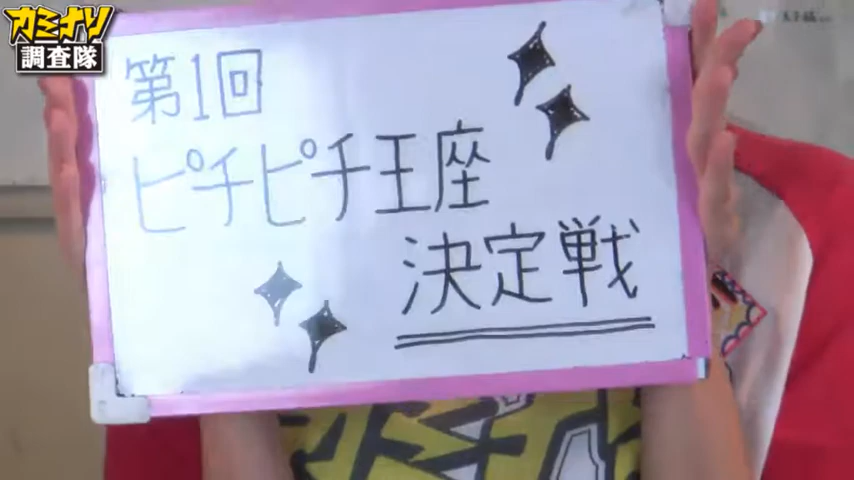 カミナリ
調査隊
第1回
ピチピチ王座
決定戦